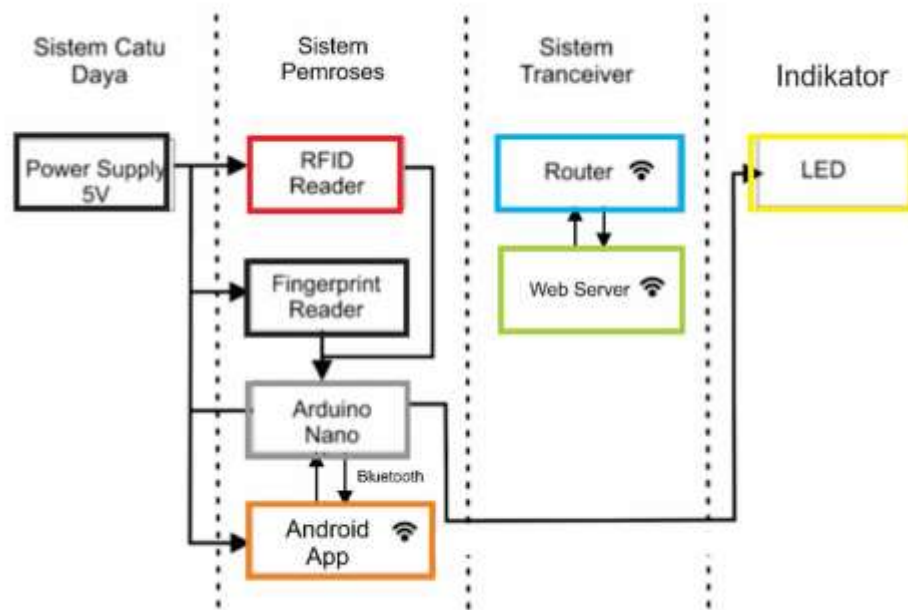 Sistem Catu
Daya
Sistem
Pemroses
Sistem
Tranceiver
Indikator
Power Supply
5V
RFID
Reader
Router
LED
Fingerprint
Reader
Web Server
Arduino
Nano
Bluetooth
Android
App